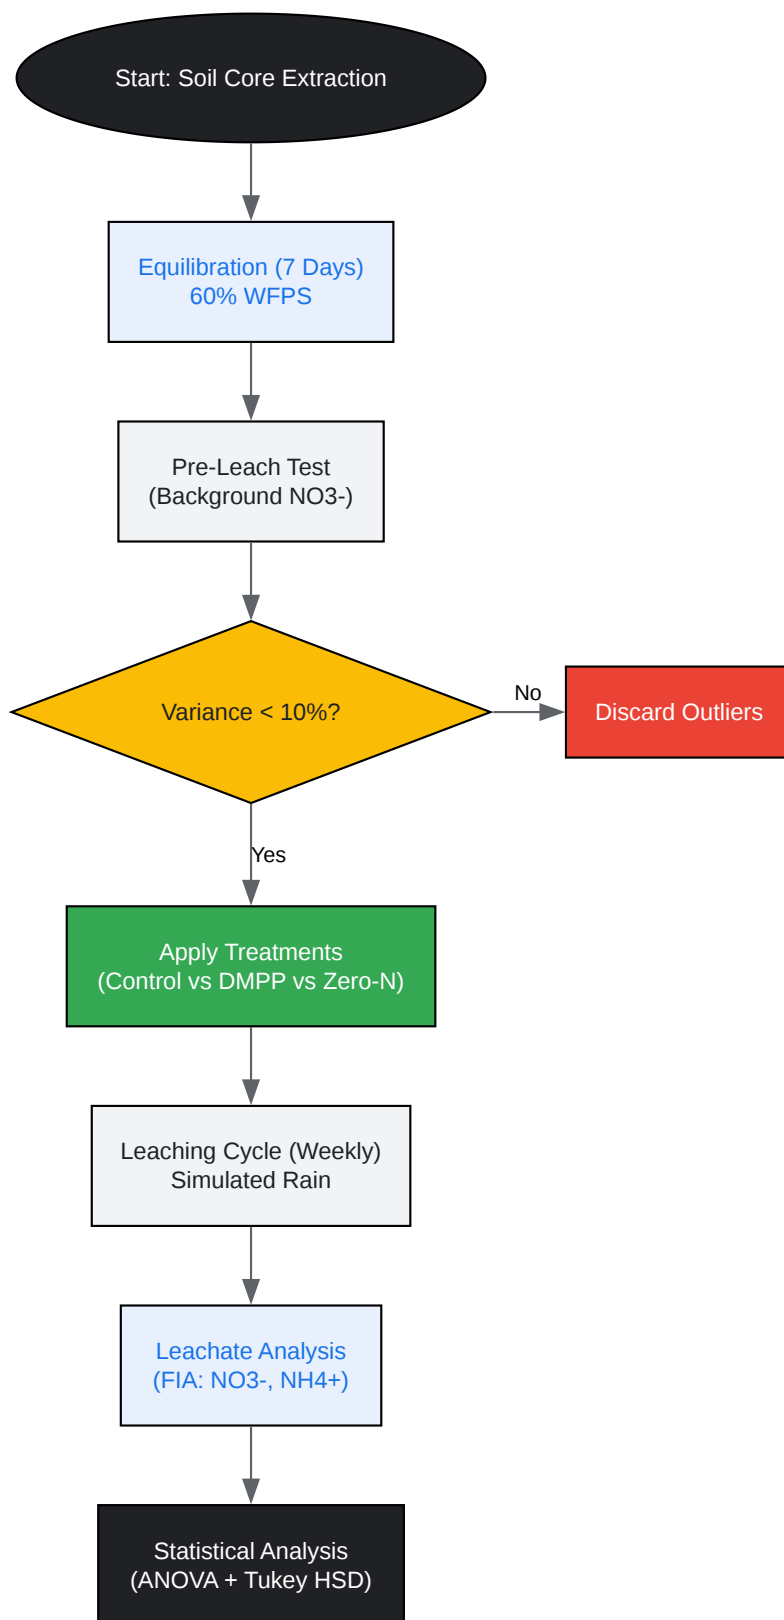 Start: Soil Core Extraction
Equilibration (7 Days)
60% WFPS
Pre-Leach Test
(Background NO3-)
Variance < 10%?
No
Discard Outliers
Yes
Apply Treatments
(Control vs DMPP vs Zero-N)
Leaching Cycle (Weekly)
Simulated Rain
Leachate Analysis
(FIA: NO3-, NH4+)
Statistical Analysis
(ANOVA + Tukey HSD)